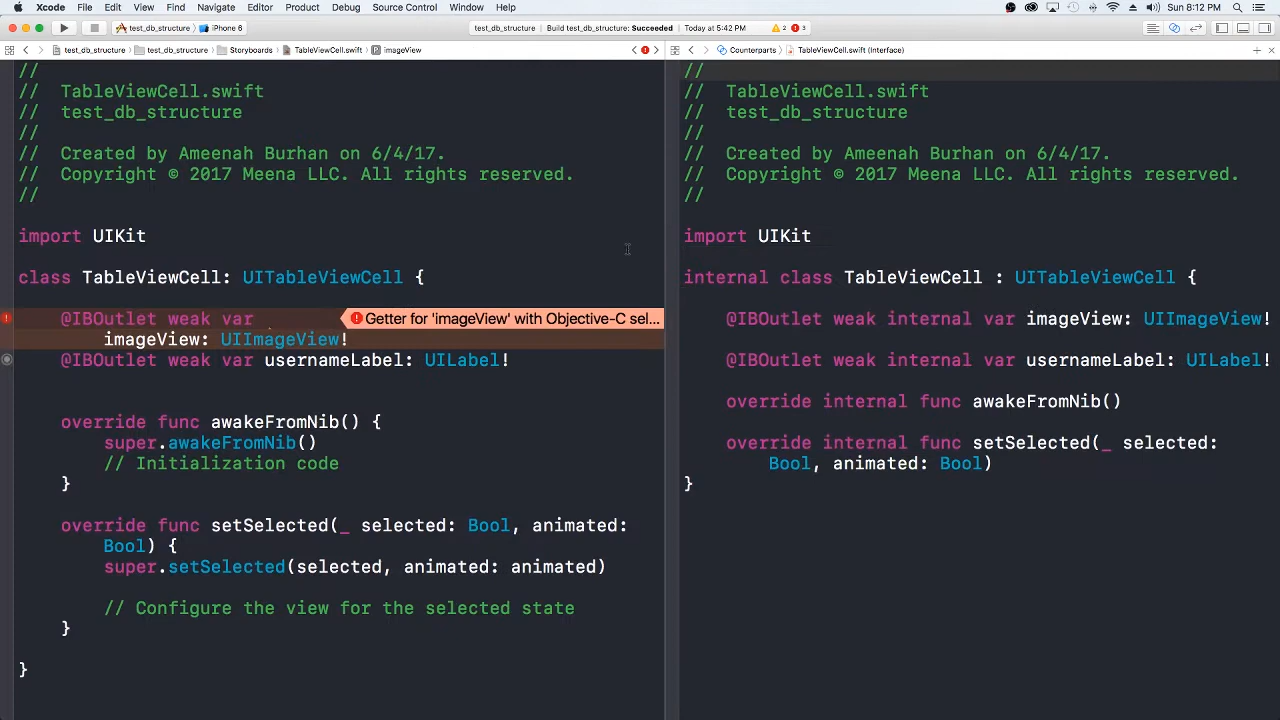 Xcode File Edit View Find Navigate Editor Product Debug Source Control Window Help Sun 8:12 PM
test_db_structure iPhone 6 test_db_structure Build test_db_structure: Succeeded Today at 5:42 PM 2 3
test_db_structure test_db_structure Storyboards TableViewCell.swift imageView Counterparts TableViewCell.swift (Interface)
//
// TableViewCell.swift
// test_db_structure
//
// Created by Ameenah Burhan on 6/4/17.
// Copyright © 2017 Meena LLC. All rights reserved.
//
import UIKit
class TableViewCell: UITableViewCell {
@IBOutlet weak var
Getter for 'imageView' with Objective-C sel...
imageView: UIImageView!
@IBOutlet weak var usernameLabel: UILabel!
override func awakeFromNib() {
super.awakeFromNib()
// Initialization code
}
override func setSelected(_ selected: Bool, animated:
Bool) {
super.setSelected(selected, animated: animated)
// Configure the view for the selected state
}
}
//
// TableViewCell.swift
// test_db_structure
//
// Created by Ameenah Burhan on 6/4/17.
// Copyright © 2017 Meena LLC. All rights reserved.
//
import UIKit
internal class TableViewCell : UITableViewCell {
@IBOutlet weak internal var imageView: UIImageView!
@IBOutlet weak internal var usernameLabel: UILabel!
override internal func awakeFromNib()
override internal func setSelected(_ selected:
Bool, animated: Bool)
}